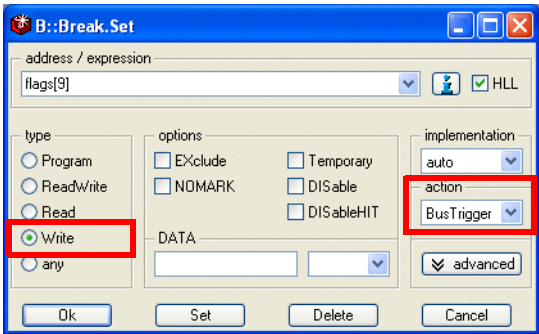 B::Break.Set
address / expression
flags[9]
HLL
type
Program
ReadWrite
Read
Write
any
options
EXclude
NOMARK
Temporary
DISable
DISableHIT
DATA
implementation
auto
action
BusTrigger
advanced
Ok
Set
Delete
Cancel